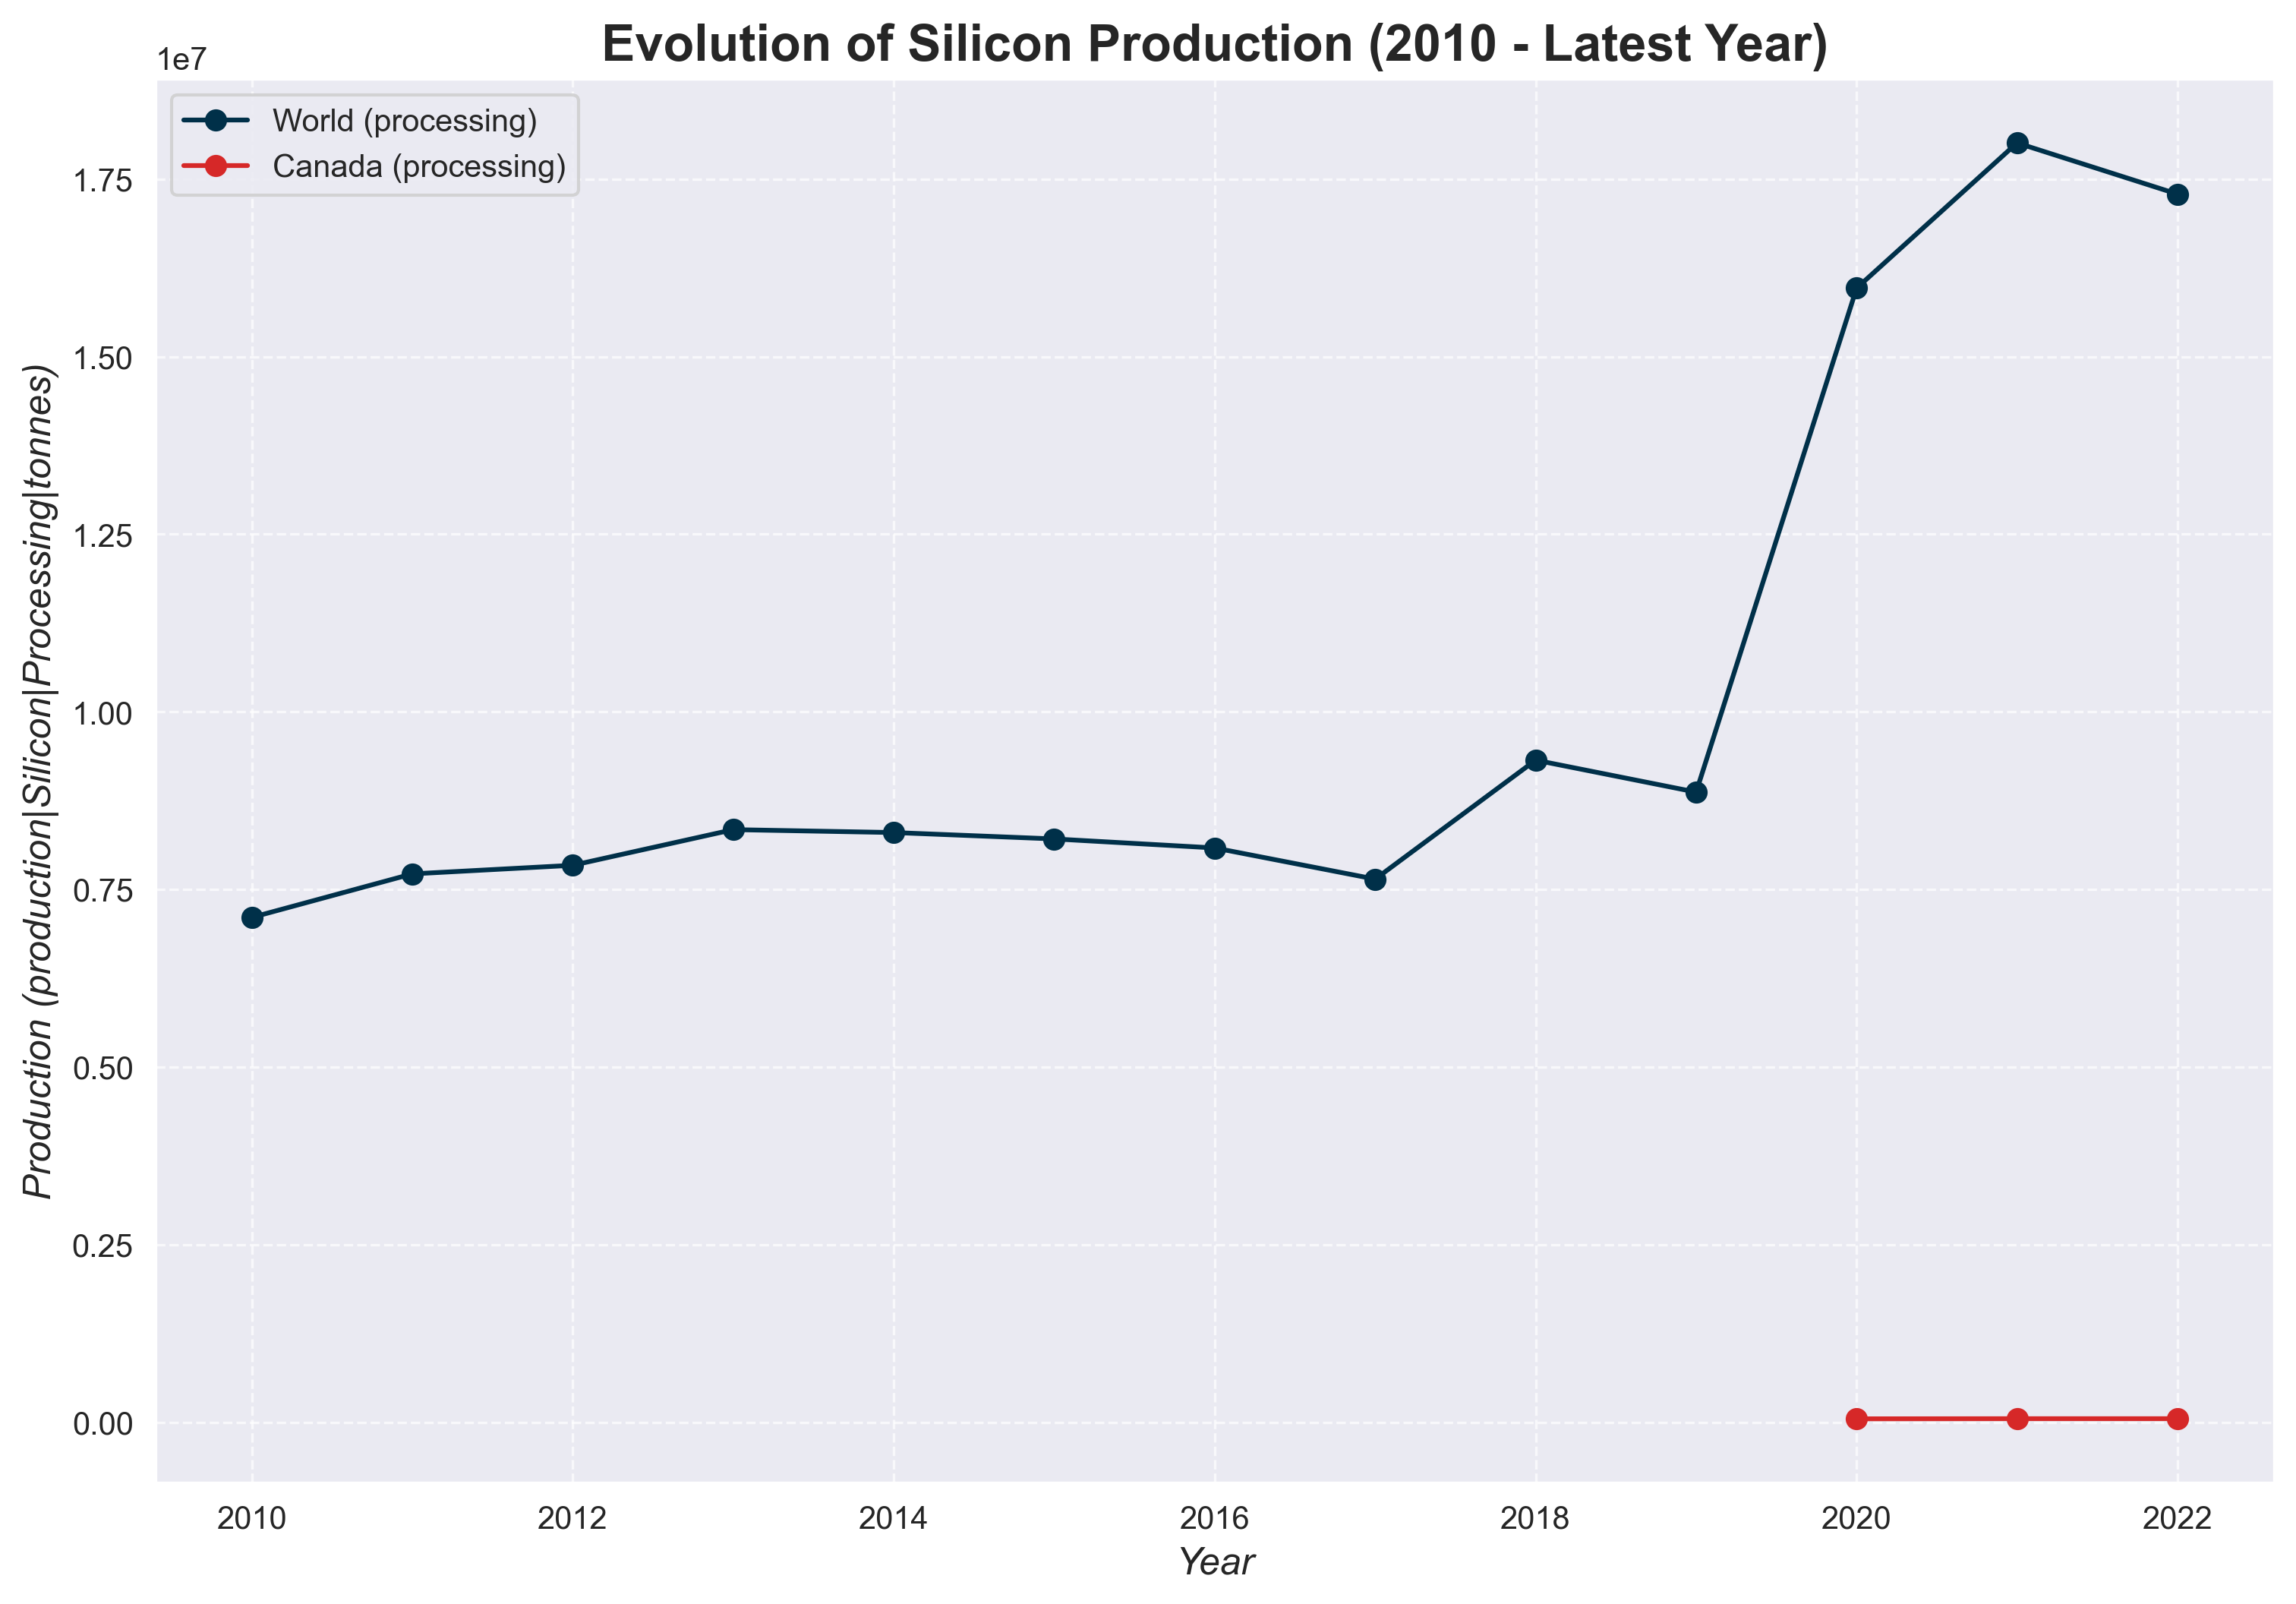 Evolution of Silicon Production (2010 - Latest Year)
1e7
World (processing)
Canada (processing)
Production (production|Silicon|Processing|tonnes)
1.75
1.50
1.25
1.00
0.75
0.50
0.25
0.00
2010 2012 2014 2016 2018 2020 2022
Year